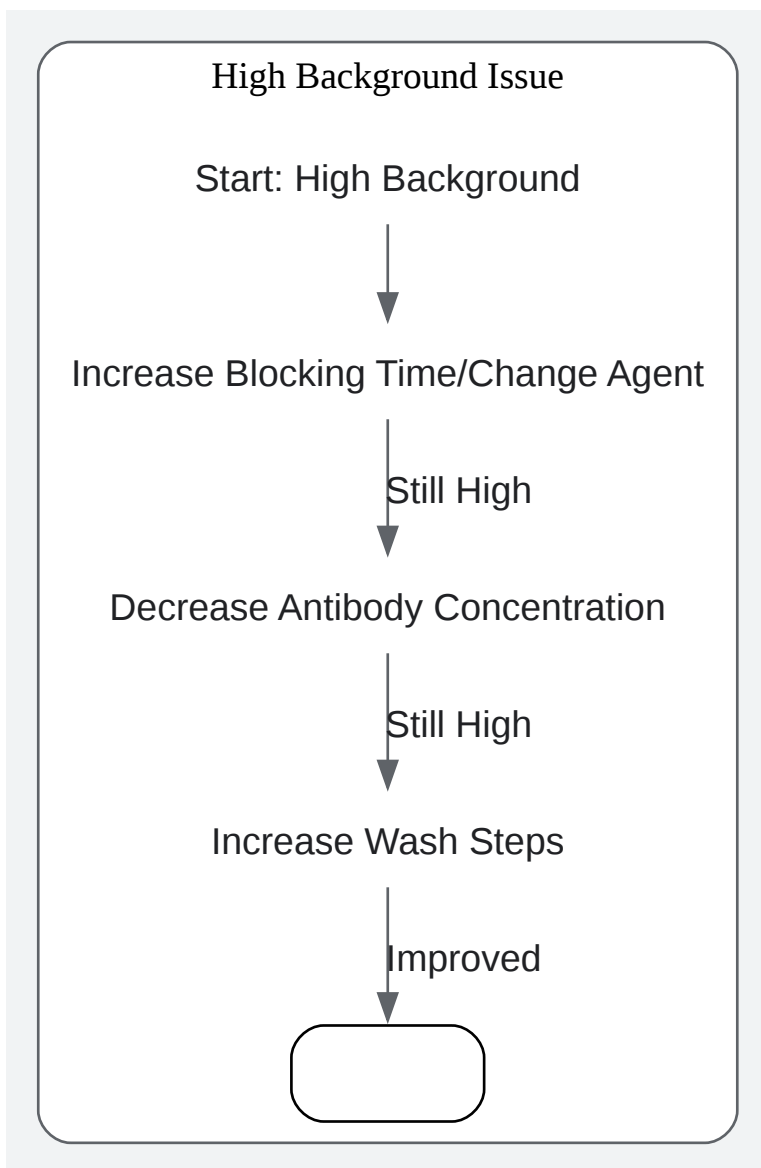 High Background Issue
Start: High Background
Increase Blocking Time/Change Agent
Still High
Decrease Antibody Concentration
Still High
Increase Wash Steps
Improved